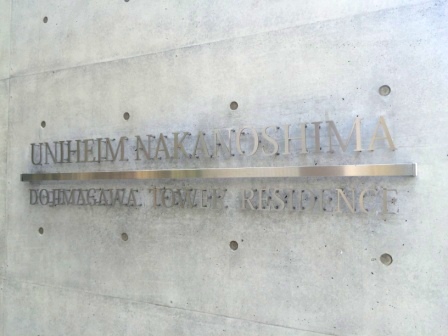 UNIHEIM NAKANOSHIMA
DOJIMAGAWA TOWER RESIDENCE